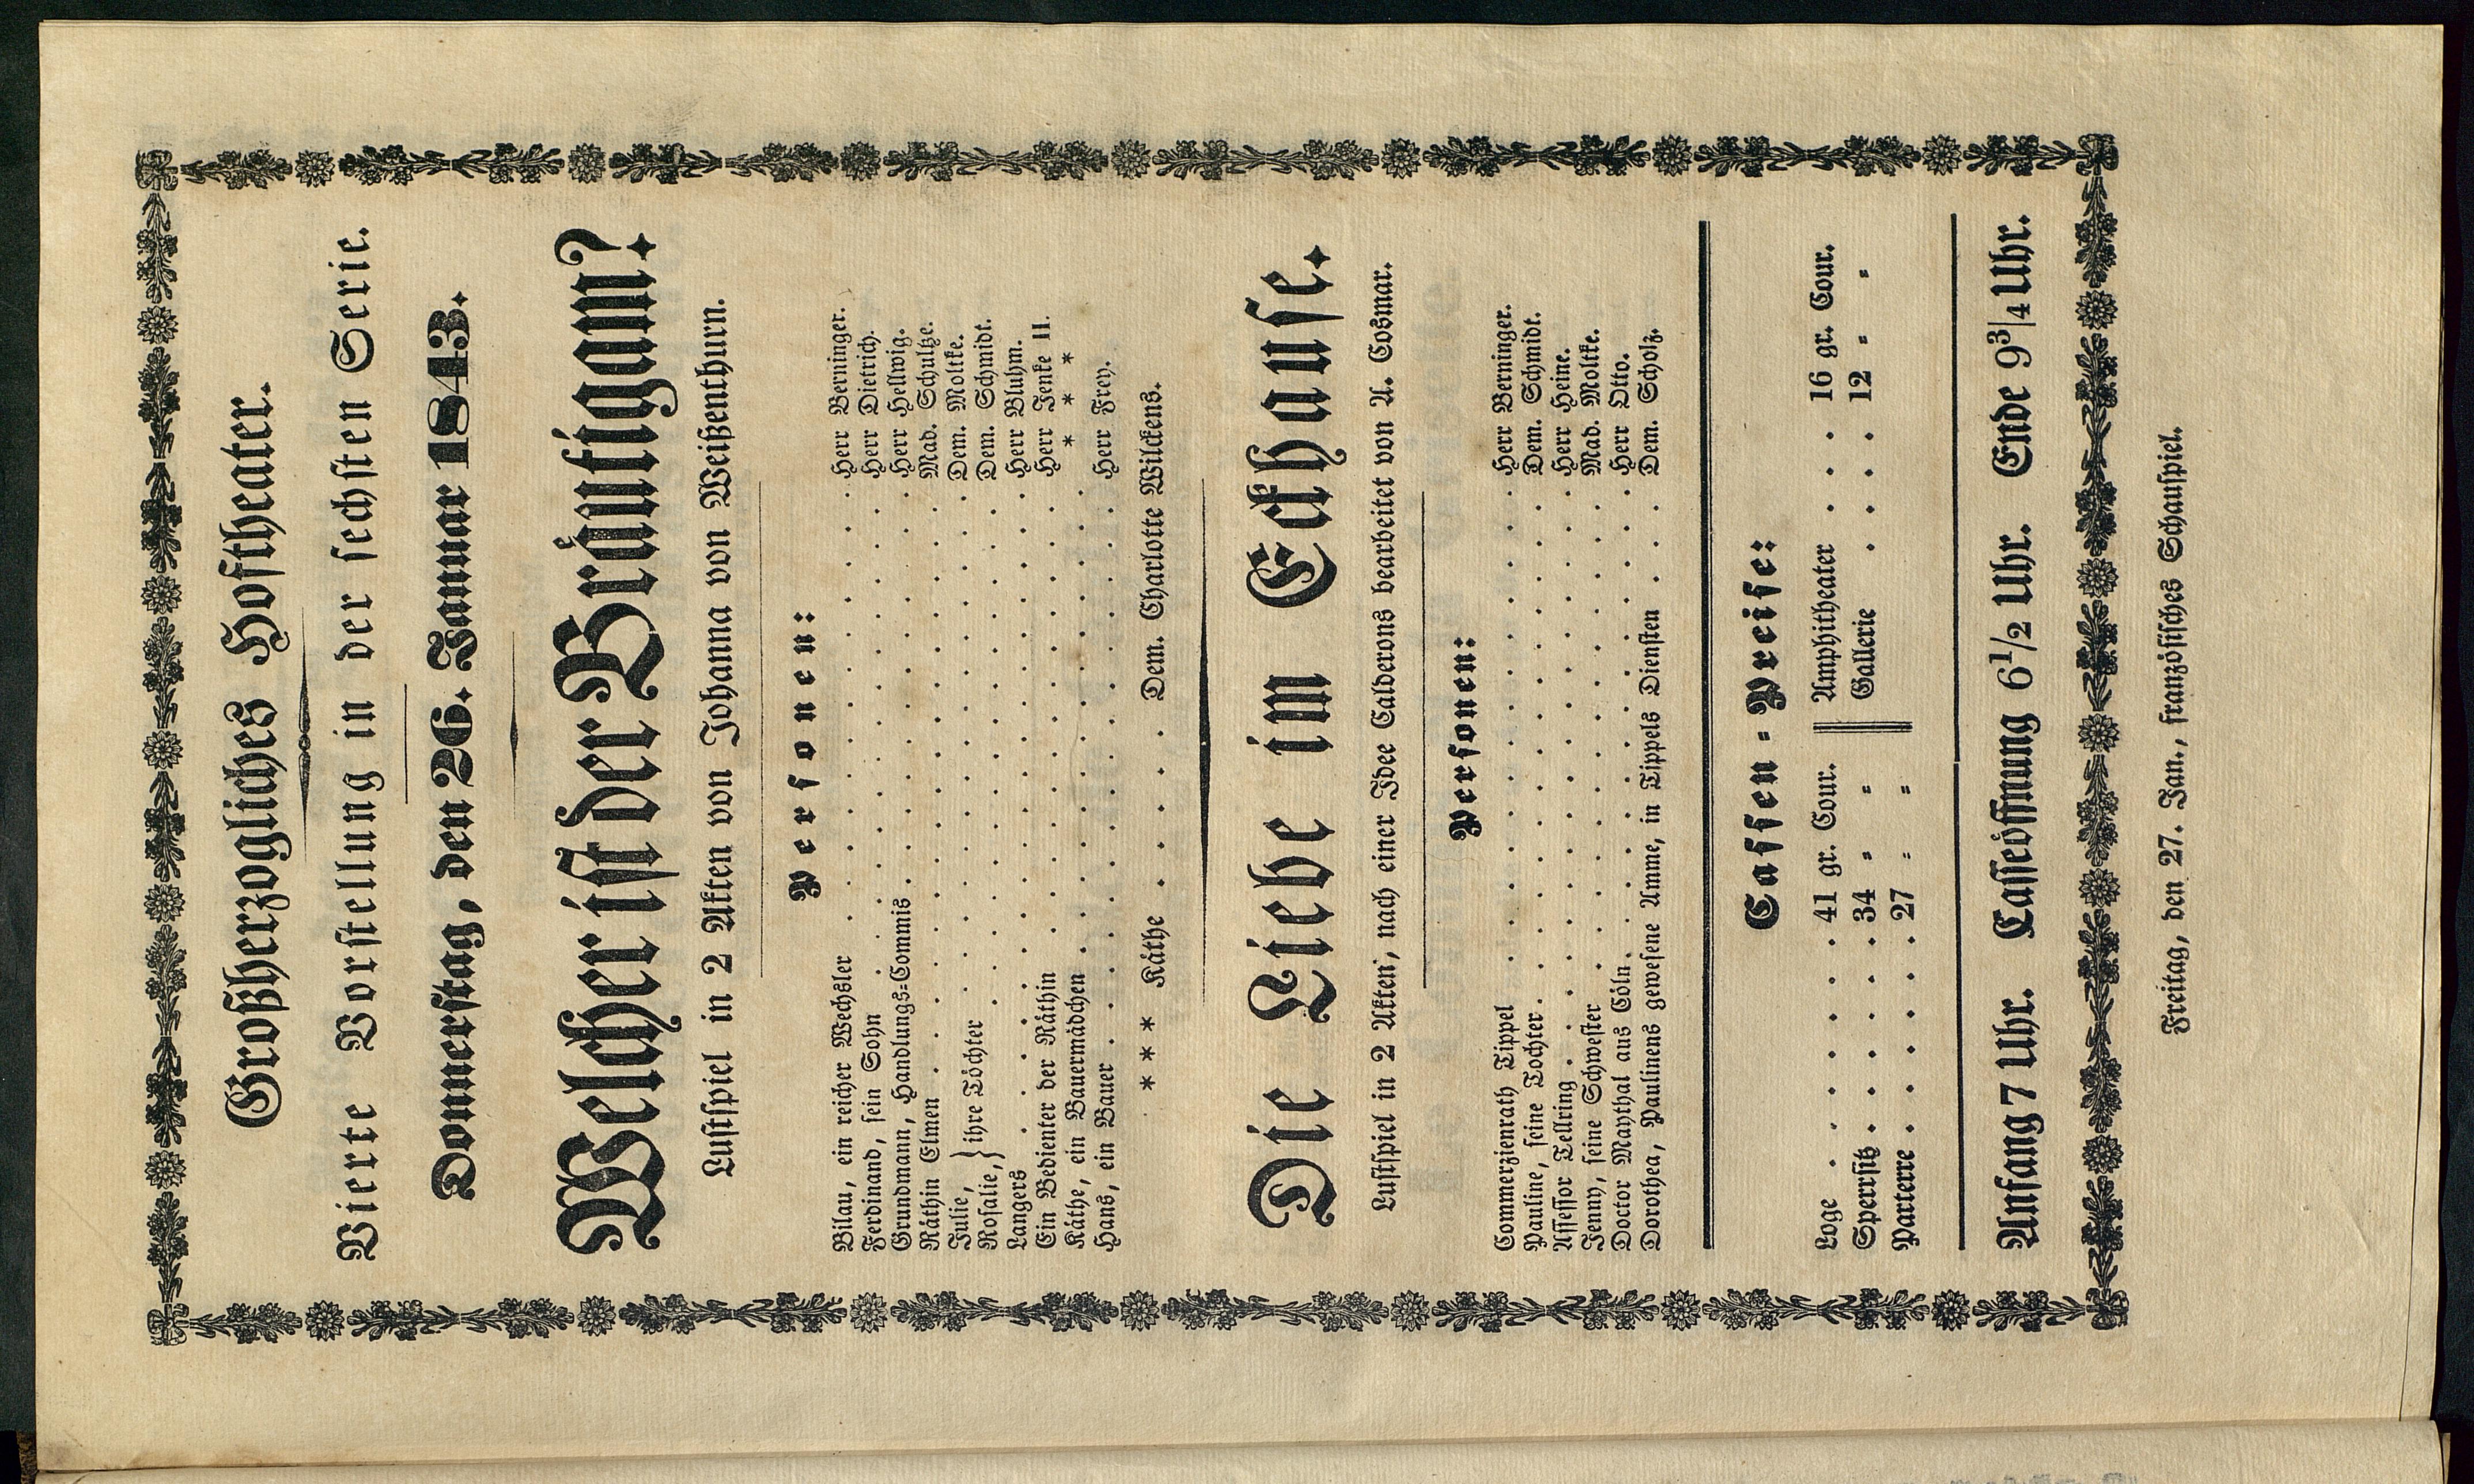 Großherzogliches Hoftheater.
Vierte Vorstellung in der sechsten Serie.
Donnerstag, den 26. Januar 1843.
Welcher ist der Bräutigam?
Lustspiel in 2 Akten von Johanna von Weißenthurn.
Personen:
Bilau, ein reicher Wechsler . . . . . . . . . . . . Herr Berninger.
Ferdinand, sein Sohn . . . . . . . . . . . . Herr Dietrich.
Grundmann, Handlungs-Commis . . . . . . . . . . . . Herr Hellwig.
Räthin Elmen . . . . . . . . . . . . Mad. Schultze.
Julie, } ihre Töchter . . . . . . . . . . . . Dem. Moltke.
Rosalie, } . . . . . . . . . . . . Dem. Schmidt.
Langers . . . . . . . . . . . . Herr Bluhm.
Ein Bedienter der Räthin . . . . . . . . . . . . Herr Jenke II.
Käthe, ein Bauermädchen . . . . . . . . . . . . * * *
Hans, ein Bauer . . . . . . . . . . . . Herr Frey.
* * * Käthe . . . . . Dem. Charlotte Wilckens.
Die Liebe im Eckhause.
Lustspiel in 2 Akten, nach einer Idee Calderons bearbeitet von A. Cosmar.
Personen:
Commerzienrath Tippel . . . . . . . . . . . . Herr Berninger.
Pauline, seine Tochter . . . . . . . . . . . . Dem. Schmidt.
Assessor Tellring . . . . . . . . . . . . Herr Heine.
Jenny, seine Schwester . . . . . . . . . . . . Mad. Moltke.
Doctor Maythal aus Cöln . . . . . . . . . . . . Herr Otto.
Dorothea, Paulinens gewesene Amme, in Tippels Diensten . . . . Dem. Scholz.
Cassen-Preise:
Loge . . . . . . . 41 gr. Cour. || Amphitheater . . . 16 gr. Cour.
Sperrsitz . . . . . . 34 = = || Gallerie . . . . 12 = =
Parterre . . . . . . 27 = =
Anfang 7 Uhr. Casseöffnung 6 1/2 Uhr. Ende 9 3/4 Uhr.
Freitag, den 27. Jan., französisches Schauspiel.